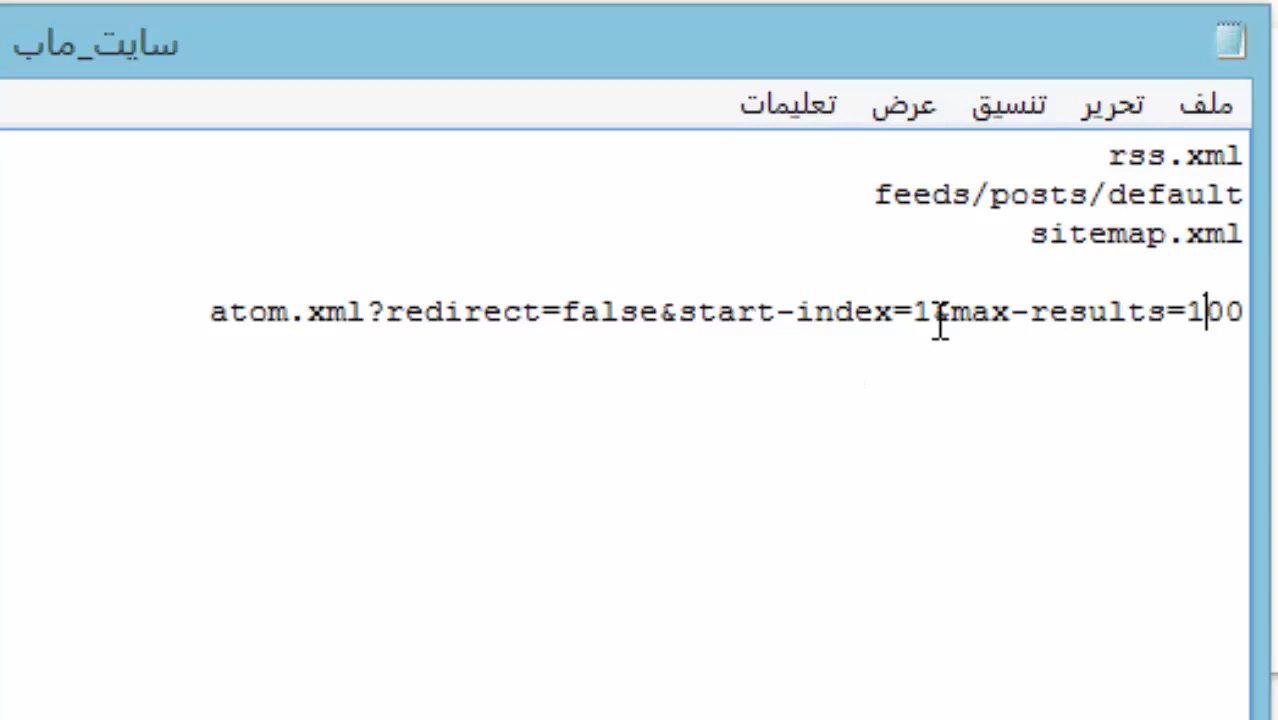 سايت_ماب
ملف تحرير تنسيق عرض تعليمات
rss.xml
feeds/posts/default
sitemap.xml
atom.xml?redirect=false&start-index=1&max-results=100